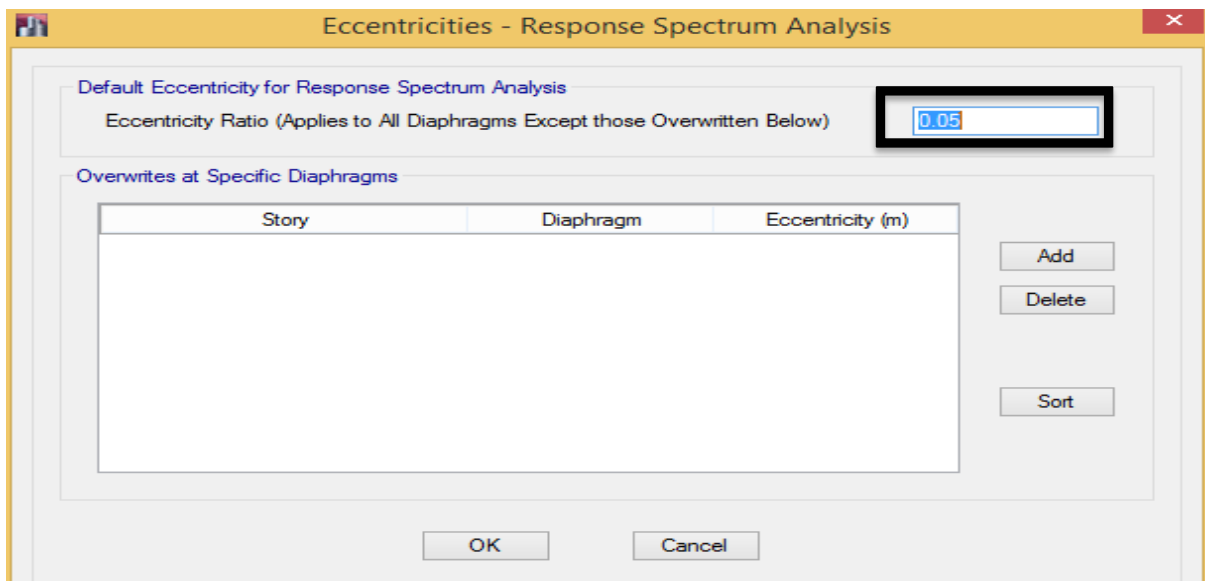 Eccentricities - Response Spectrum Analysis
Default Eccentricity for Response Spectrum Analysis
Eccentricity Ratio (Applies to All Diaphragms Except those Overwritten Below) 0.05
Overwrites at Specific Diaphragms
Story Diaphragm Eccentricity (m)
Add
Delete
Sort
OK Cancel